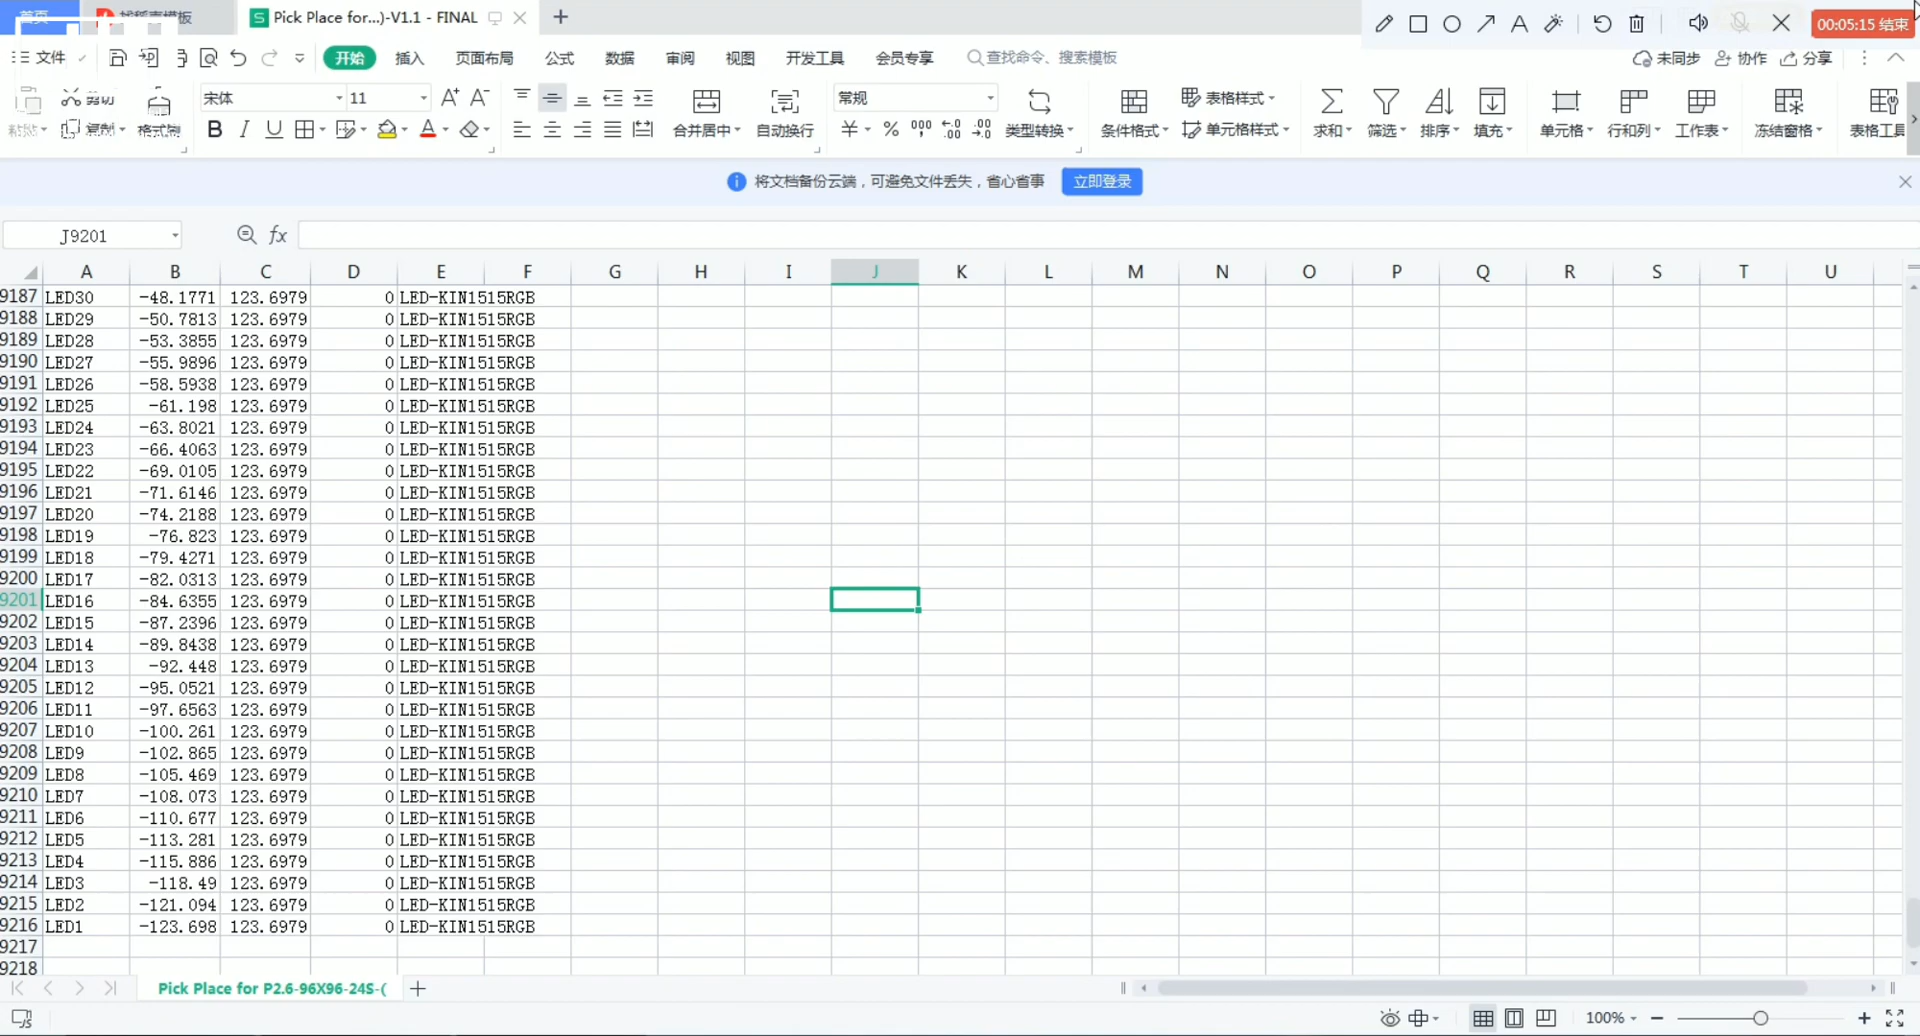 首页
找稻壳模板
Pick Place for...)-V1.1 - FINAL
00:05:15 结束
文件
开始
插入
页面布局
公式
数据
审阅
视图
开发工具
会员专享
查找命令、搜索模板
未同步
协作
分享
剪切
宋体
11
常规
粘贴
复制
格式刷
合并居中
自动换行
类型转换
条件格式
表格样式
单元格样式
求和
筛选
排序
填充
单元格
行和列
工作表
冻结窗格
表格工具
将文档备份云端，可避免文件丢失，省心省事
立即登录
J9201
fx
A B C D E F G H I J K L M N O P Q R S T U
9187 LED30 -48.1771 123.6979 0 LED-KIN1515RGB
9188 LED29 -50.7813 123.6979 0 LED-KIN1515RGB
9189 LED28 -53.3855 123.6979 0 LED-KIN1515RGB
9190 LED27 -55.9896 123.6979 0 LED-KIN1515RGB
9191 LED26 -58.5938 123.6979 0 LED-KIN1515RGB
9192 LED25 -61.198 123.6979 0 LED-KIN1515RGB
9193 LED24 -63.8021 123.6979 0 LED-KIN1515RGB
9194 LED23 -66.4063 123.6979 0 LED-KIN1515RGB
9195 LED22 -69.0105 123.6979 0 LED-KIN1515RGB
9196 LED21 -71.6146 123.6979 0 LED-KIN1515RGB
9197 LED20 -74.2188 123.6979 0 LED-KIN1515RGB
9198 LED19 -76.823 123.6979 0 LED-KIN1515RGB
9199 LED18 -79.4271 123.6979 0 LED-KIN1515RGB
9200 LED17 -82.0313 123.6979 0 LED-KIN1515RGB
9201 LED16 -84.6355 123.6979 0 LED-KIN1515RGB
9202 LED15 -87.2396 123.6979 0 LED-KIN1515RGB
9203 LED14 -89.8438 123.6979 0 LED-KIN1515RGB
9204 LED13 -92.448 123.6979 0 LED-KIN1515RGB
9205 LED12 -95.0521 123.6979 0 LED-KIN1515RGB
9206 LED11 -97.6563 123.6979 0 LED-KIN1515RGB
9207 LED10 -100.261 123.6979 0 LED-KIN1515RGB
9208 LED9 -102.865 123.6979 0 LED-KIN1515RGB
9209 LED8 -105.469 123.6979 0 LED-KIN1515RGB
9210 LED7 -108.073 123.6979 0 LED-KIN1515RGB
9211 LED6 -110.677 123.6979 0 LED-KIN1515RGB
9212 LED5 -113.281 123.6979 0 LED-KIN1515RGB
9213 LED4 -115.886 123.6979 0 LED-KIN1515RGB
9214 LED3 -118.49 123.6979 0 LED-KIN1515RGB
9215 LED2 -121.094 123.6979 0 LED-KIN1515RGB
9216 LED1 -123.698 123.6979 0 LED-KIN1515RGB
9217
9218
Pick Place for P2.6-96X96-24S-(
100%